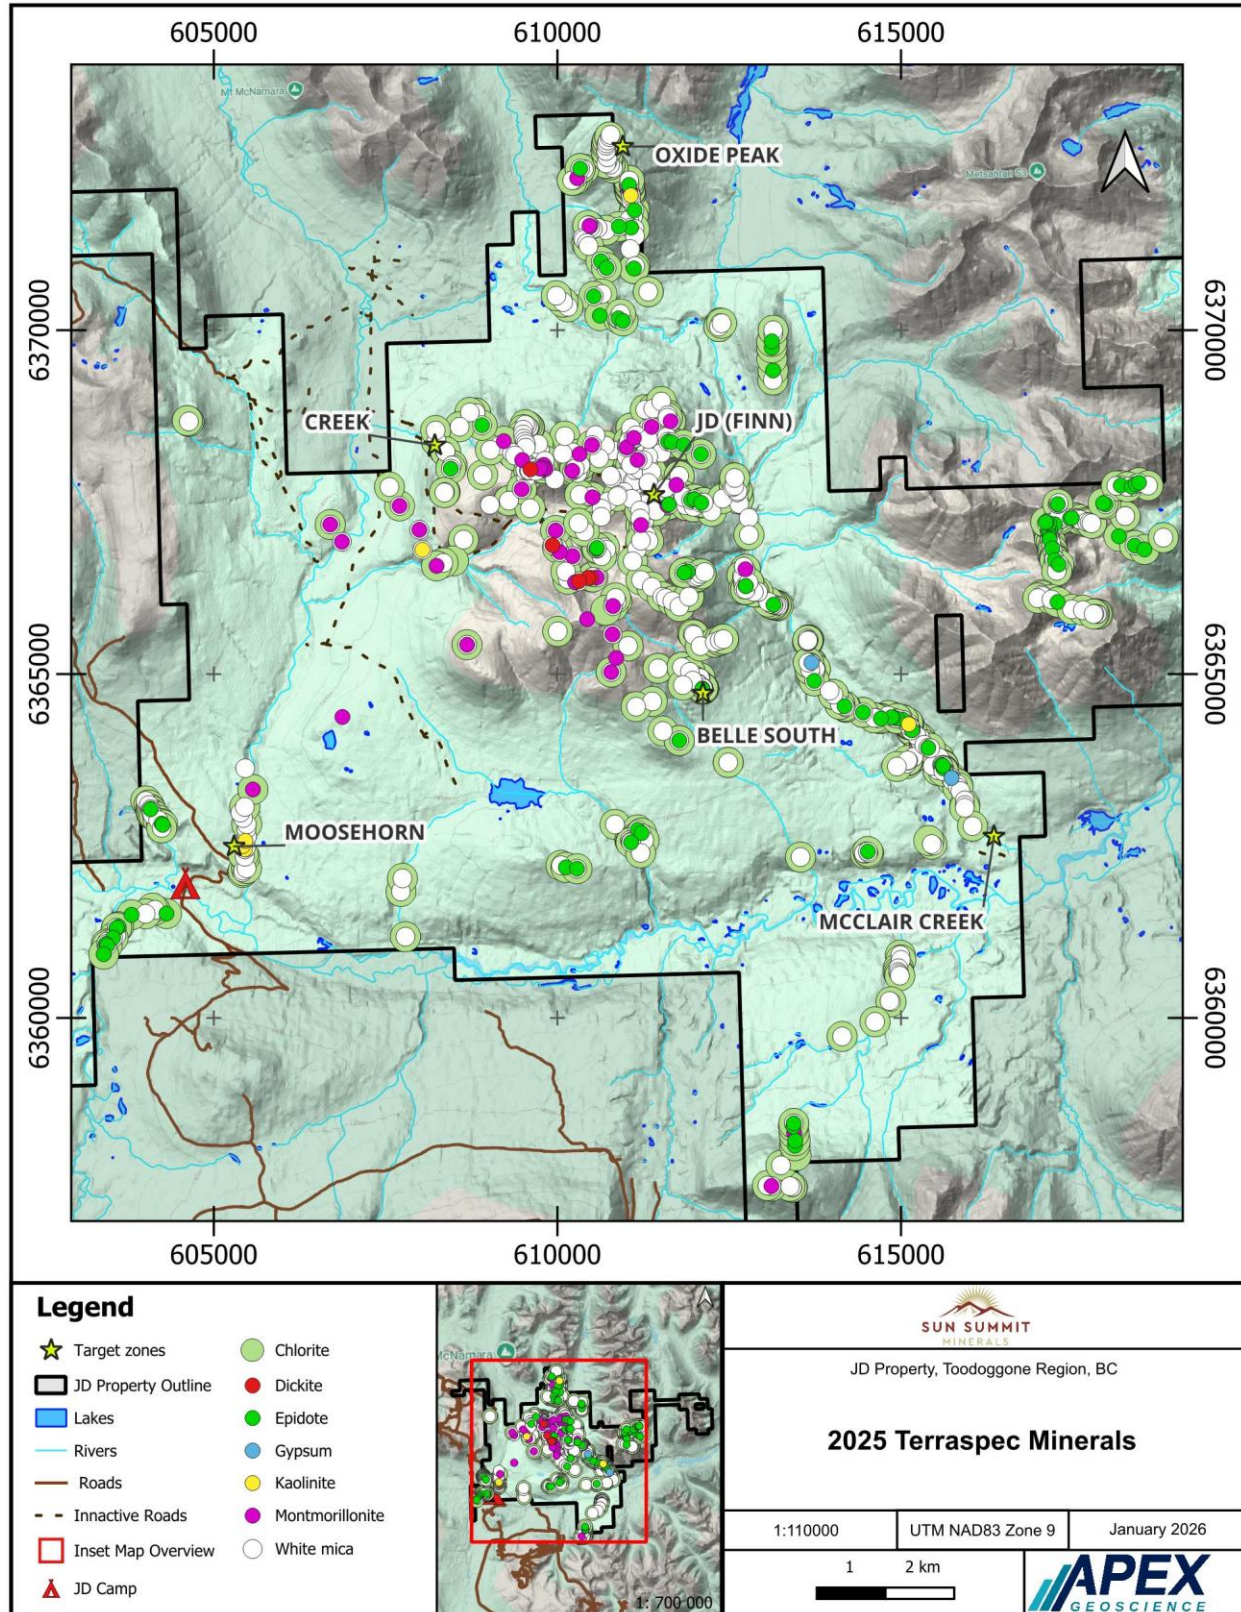 605000
610000
615000
Mt McNamara
OXIDE PEAK
Metsantan 53
6370000
6370000
CREEK
JD (FINN)
6365000
6365000
BELLE SOUTH
MOOSEHORN
MCCLAIR CREEK
6360000
6360000
605000
610000
615000
Legend
Target zones
JD Property Outline
Lakes
Rivers
Roads
Innactive Roads
Inset Map Overview
JD Camp
Chlorite
Dickite
Epidote
Gypsum
Kaolinite
Montmorillonite
White mica
McNamara
1: 700 000
SUN SUMMIT
MINERALS
JD Property, Toodoggone Region, BC
2025 Terraspec Minerals
1:110000
UTM NAD83 Zone 9
January 2026
1 2 km
APEX
GEOSCIENCE